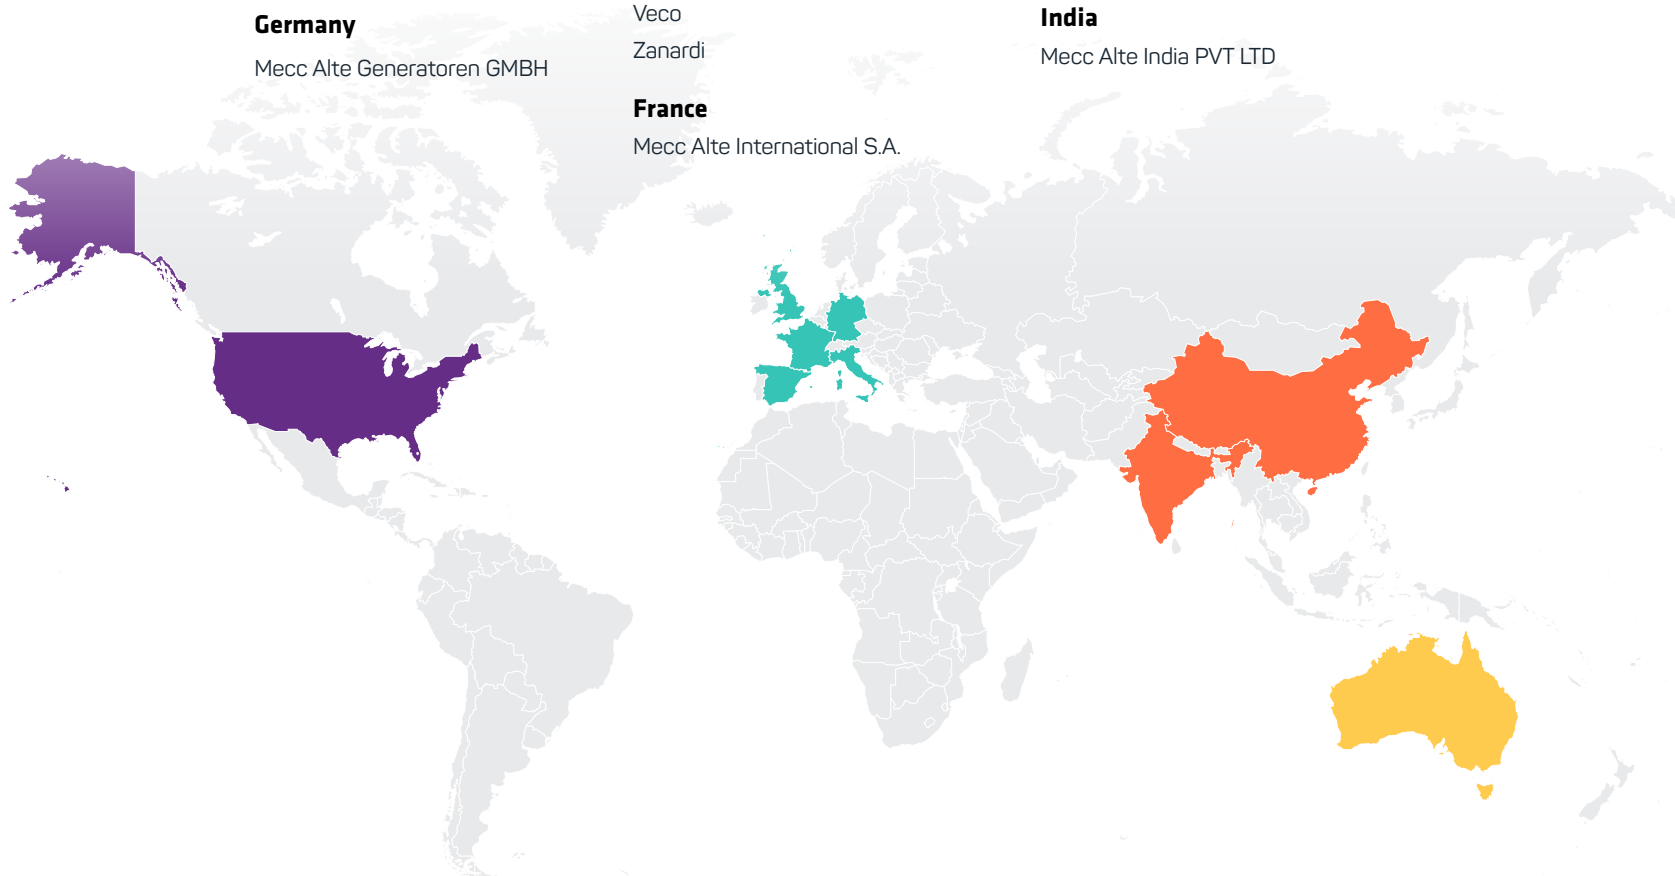 Germany
Mecc Alte Generatoren GMBH
Veco
Zanardi
France
Mecc Alte International S.A.
India
Mecc Alte India PVT LTD